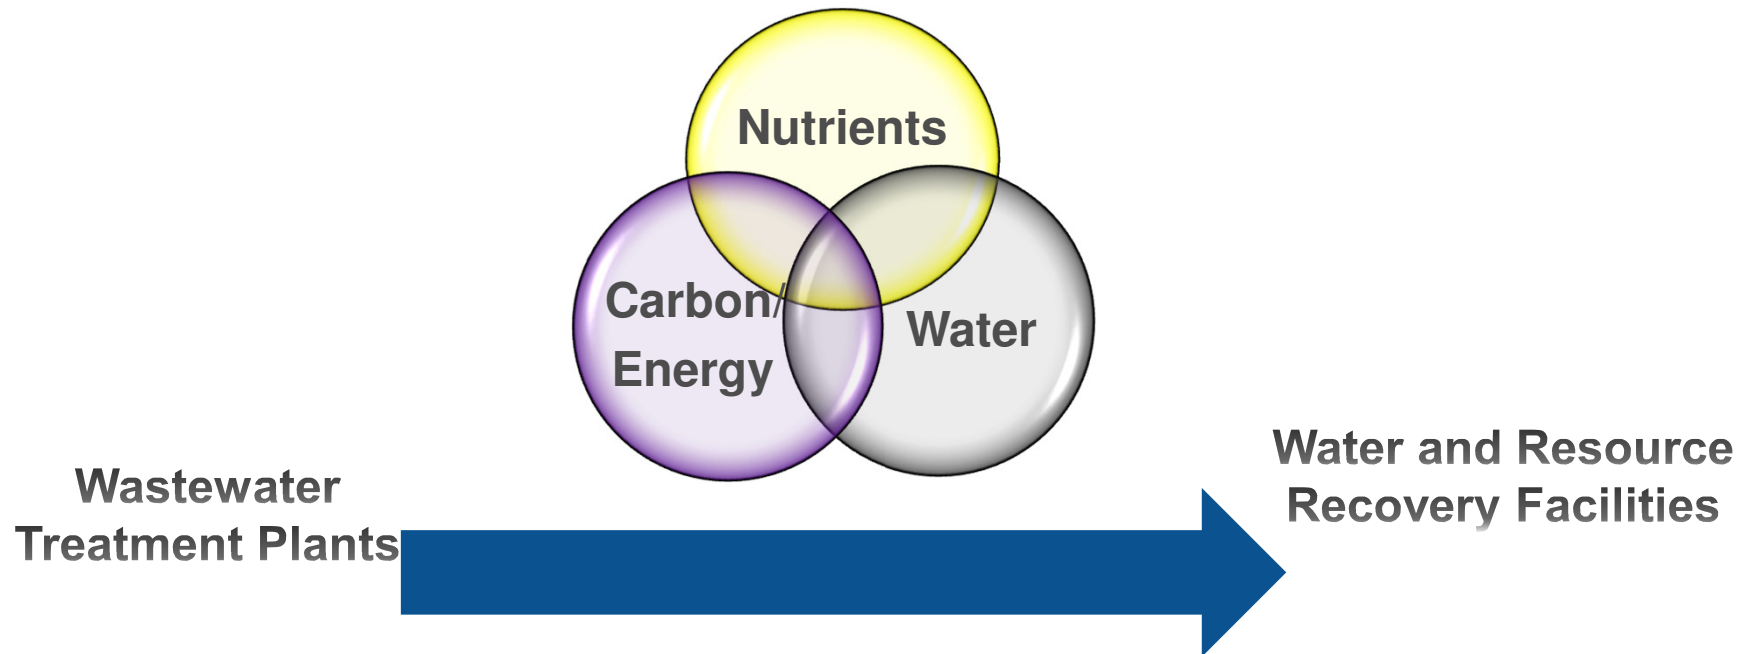 Nutrients
Carbon/
Energy
Water
Wastewater
Treatment Plants
Water and Resource
Recovery Facilities